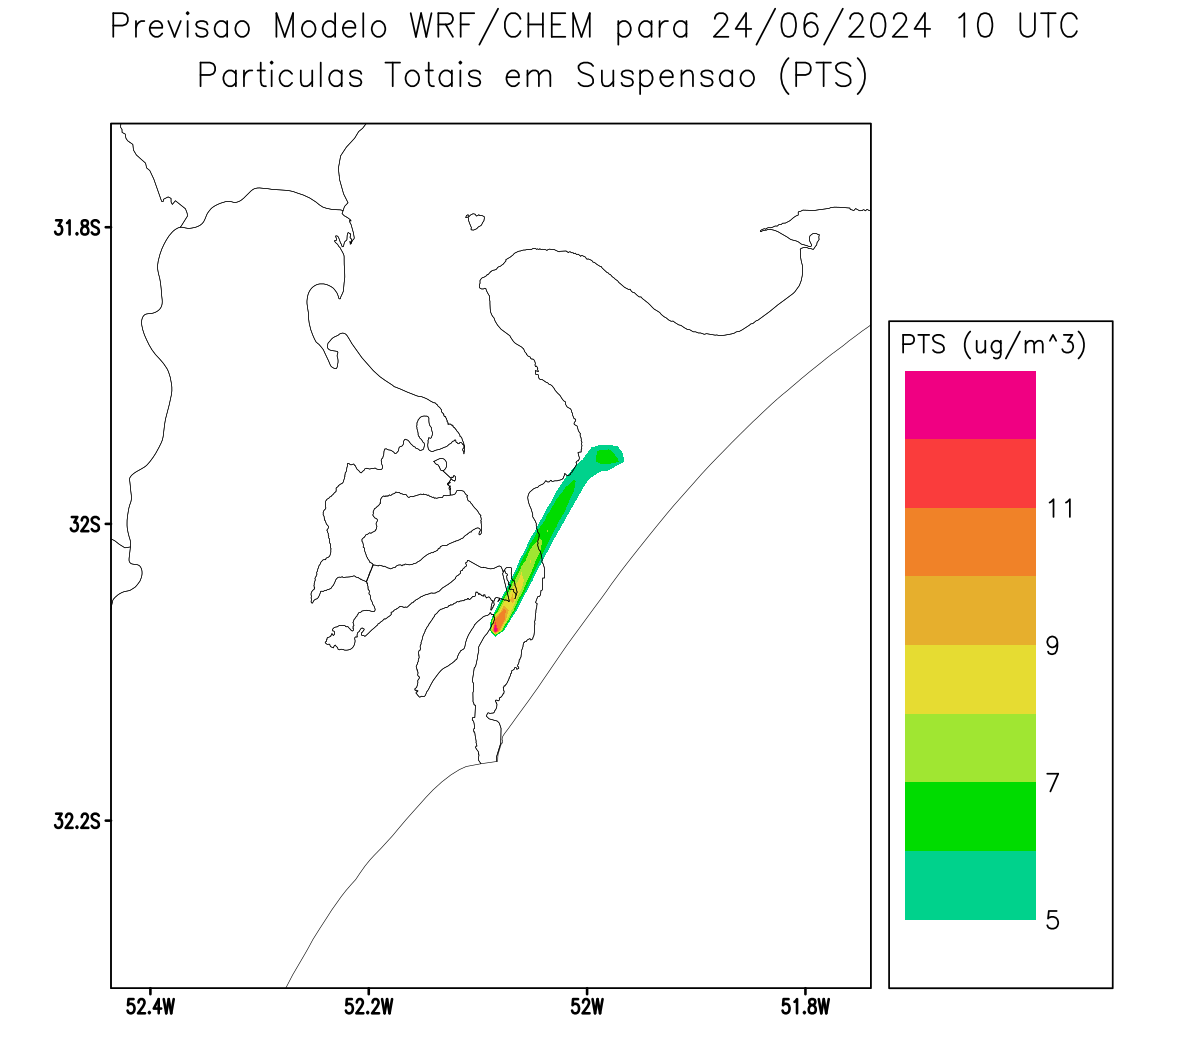 Previsao Modelo WRF/CHEM para 24/06/2024 10 UTC
Particulas Totais em Suspensao (PTS)
31.8S
32S
32.2S
52.4W
52.2W
52W
51.8W
PTS (ug/m^3)
11
9
7
5